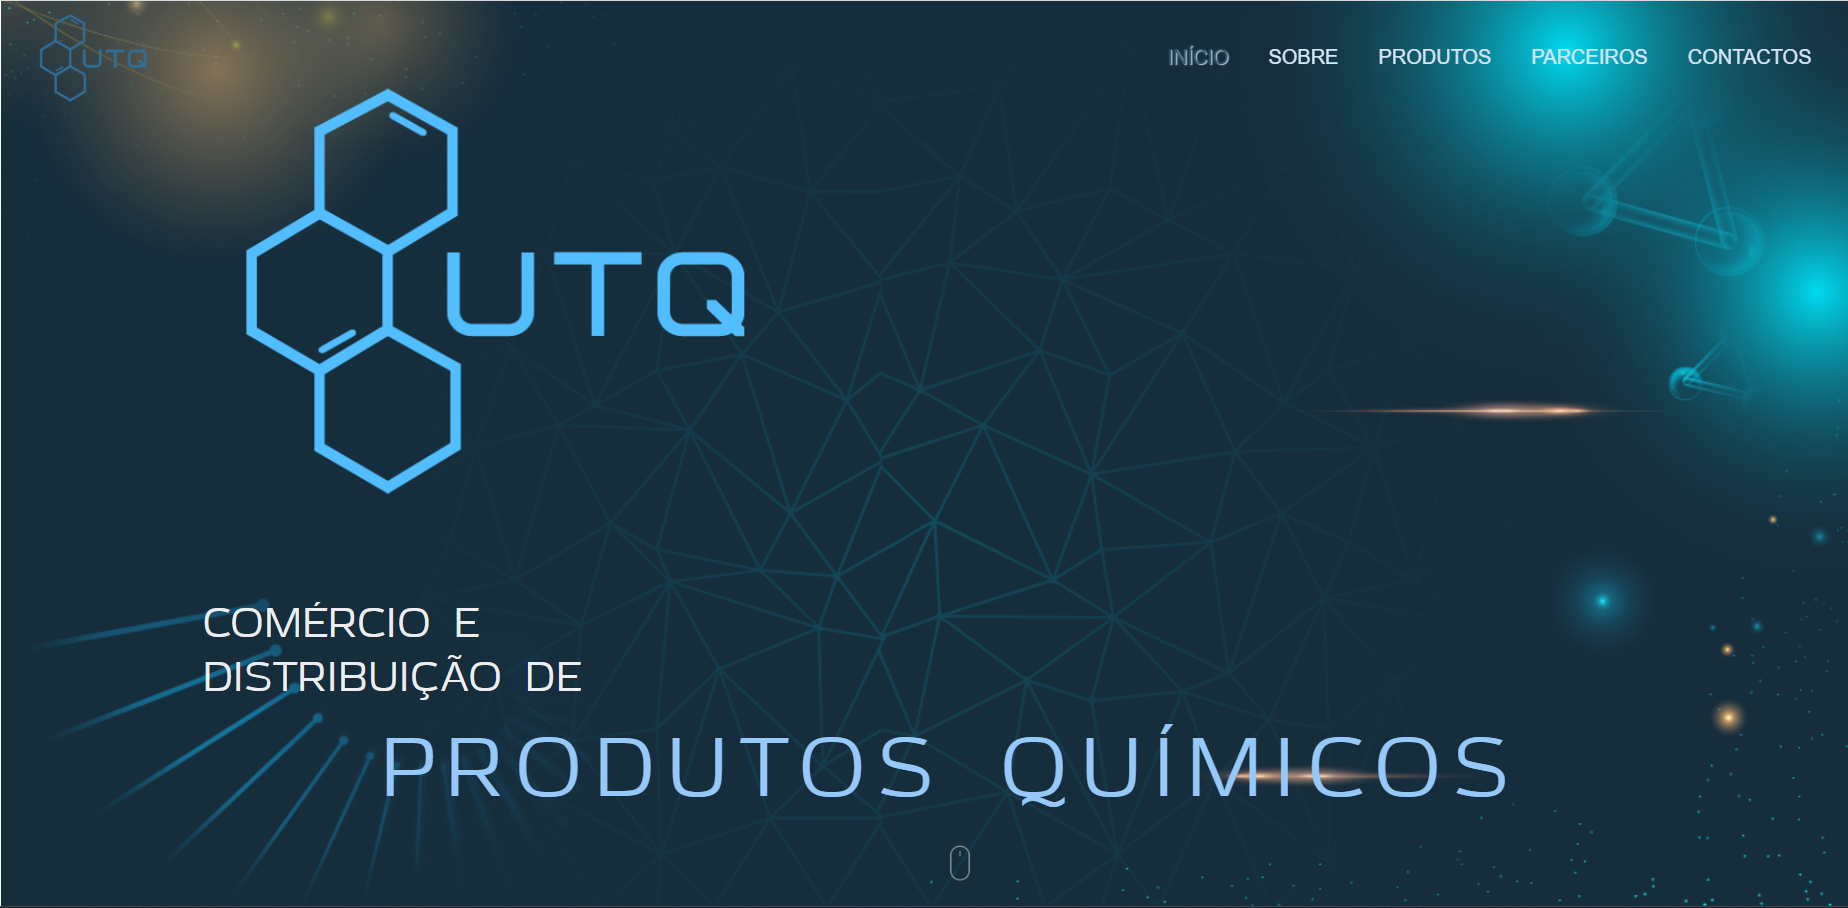 UTQ
INÍCIO SOBRE PRODUTOS PARCEIROS CONTACTOS
UTQ
COMÉRCIO E
DISTRIBUIÇÃO DE
PRODUTOS QUÍMICOS